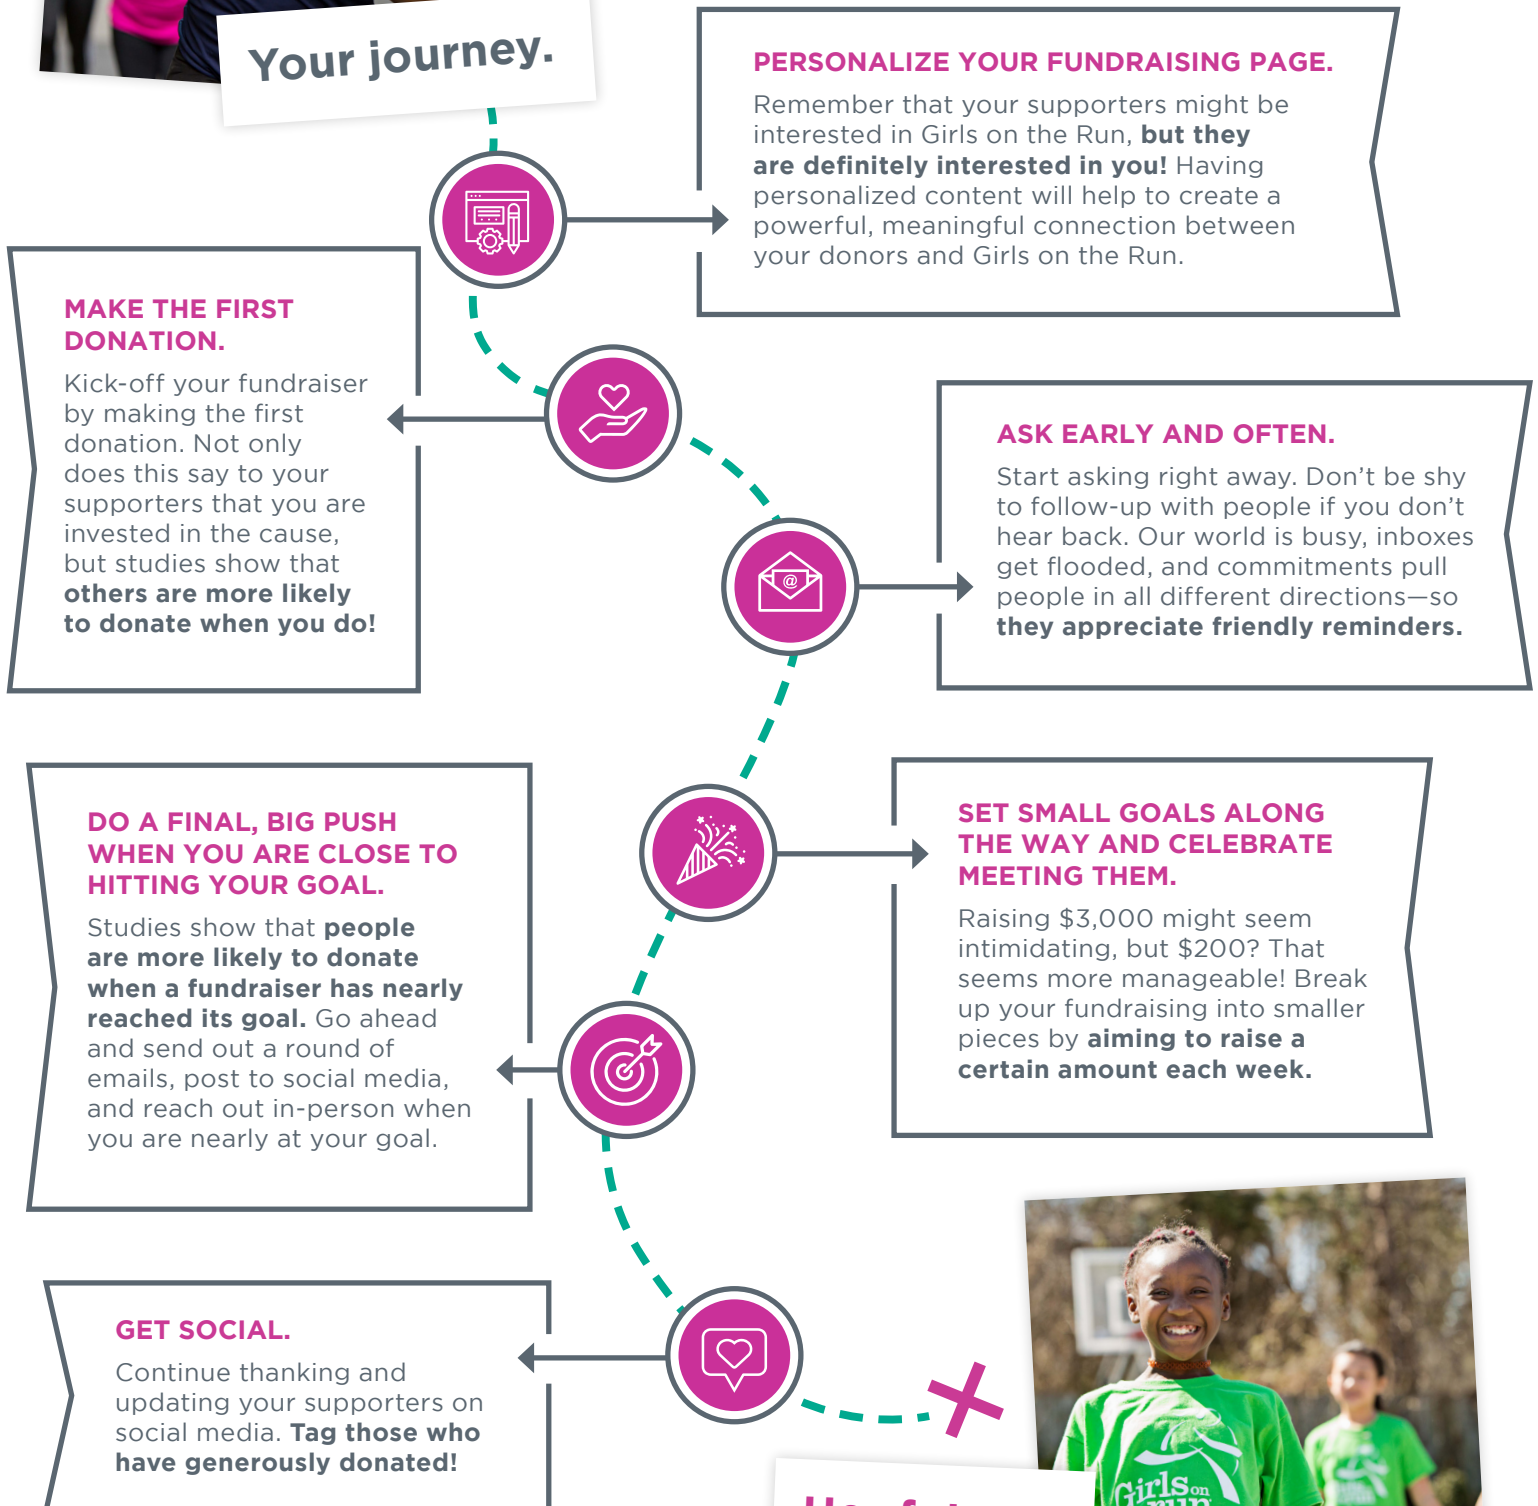 Your journey.
PERSONALIZE YOUR FUNDRAISING PAGE.
Remember that your supporters might be
interested in Girls on the Run, but they
are definitely interested in you! Having
personalized content will help to create a
powerful, meaningful connection between
your donors and Girls on the Run.
MAKE THE FIRST
DONATION.
Kick-off your fundraiser
by making the first
donation. Not only
does this say to your
supporters that you are
invested in the cause,
but studies show that
others are more likely
to donate when you do!
ASK EARLY AND OFTEN.
Start asking right away. Don’t be shy
to follow-up with people if you don’t
hear back. Our world is busy, inboxes
get flooded, and commitments pull
people in all different directions—so
they appreciate friendly reminders.
@
SET SMALL GOALS ALONG
THE WAY AND CELEBRATE
MEETING THEM.
Raising $3,000 might seem
intimidating, but $200? That
seems more manageable! Break
up your fundraising into smaller
pieces by aiming to raise a
certain amount each week.
DO A FINAL, BIG PUSH
WHEN YOU ARE CLOSE TO
HITTING YOUR GOAL.
Studies show that people
are more likely to donate
when a fundraiser has nearly
reached its goal. Go ahead
and send out a round of
emails, post to social media,
and reach out in-person when
you are nearly at your goal.
GET SOCIAL.
Continue thanking and
updating your supporters on
social media. Tag those who
have generously donated!
Girls on